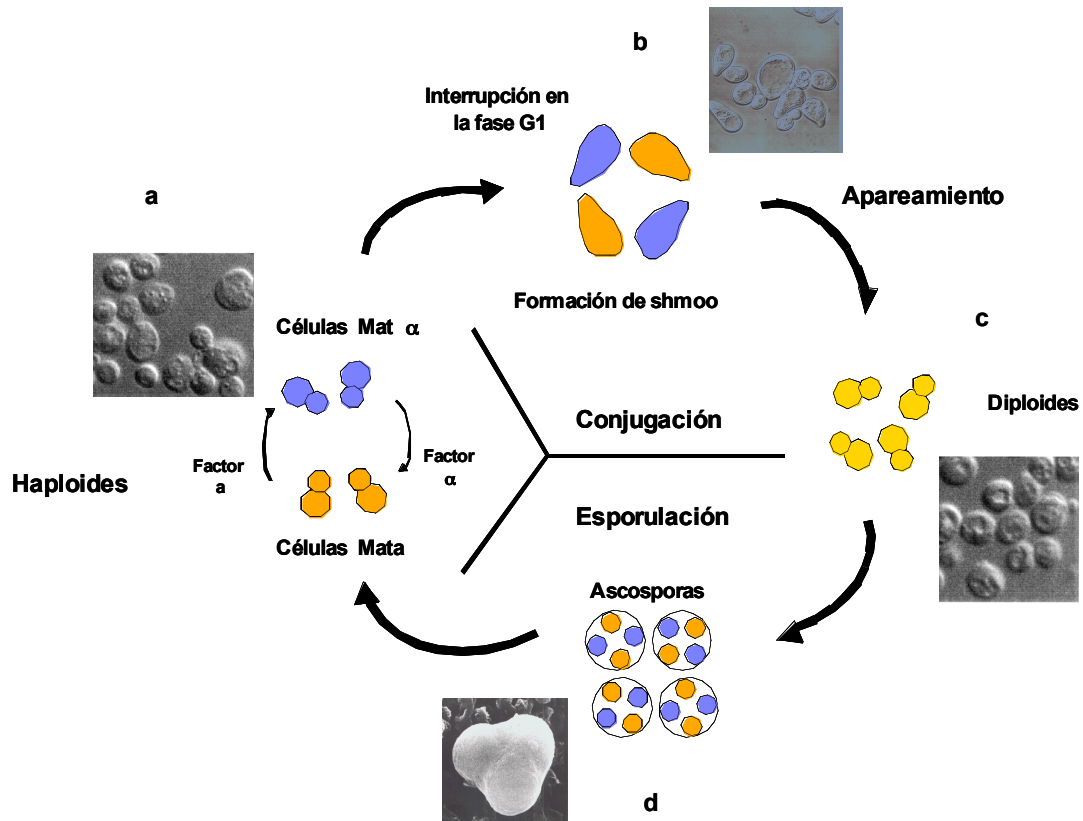 b
Interrupción en
la fase G1
a
Apareamiento
Formación de shmoo
Células Mat α
c
Conjugación
Diploides
Factor
a
Factor
α
Haploides
Esporulación
Células Mata
Ascosporas
d